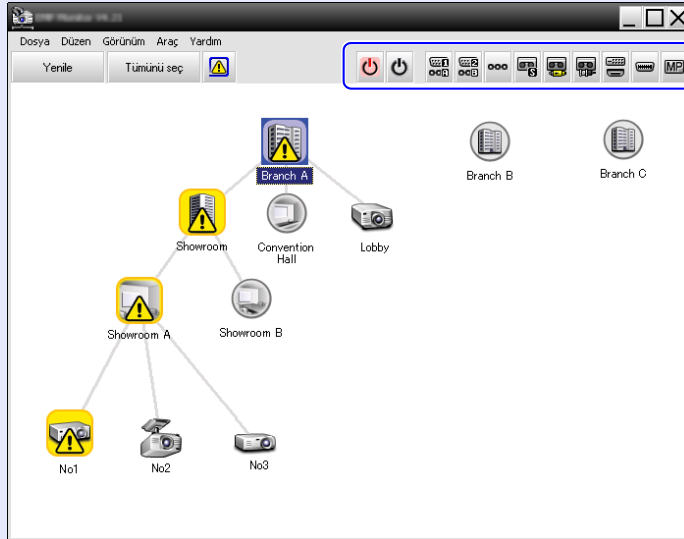 Dosya Düzen Görünüm Araç Yardım
Yenile Tümünü seç
MP
Branch A
Branch B
Branch C
Showroom
Convention
Hall
Lobby
Showroom A
Showroom B
No1
No2
No3